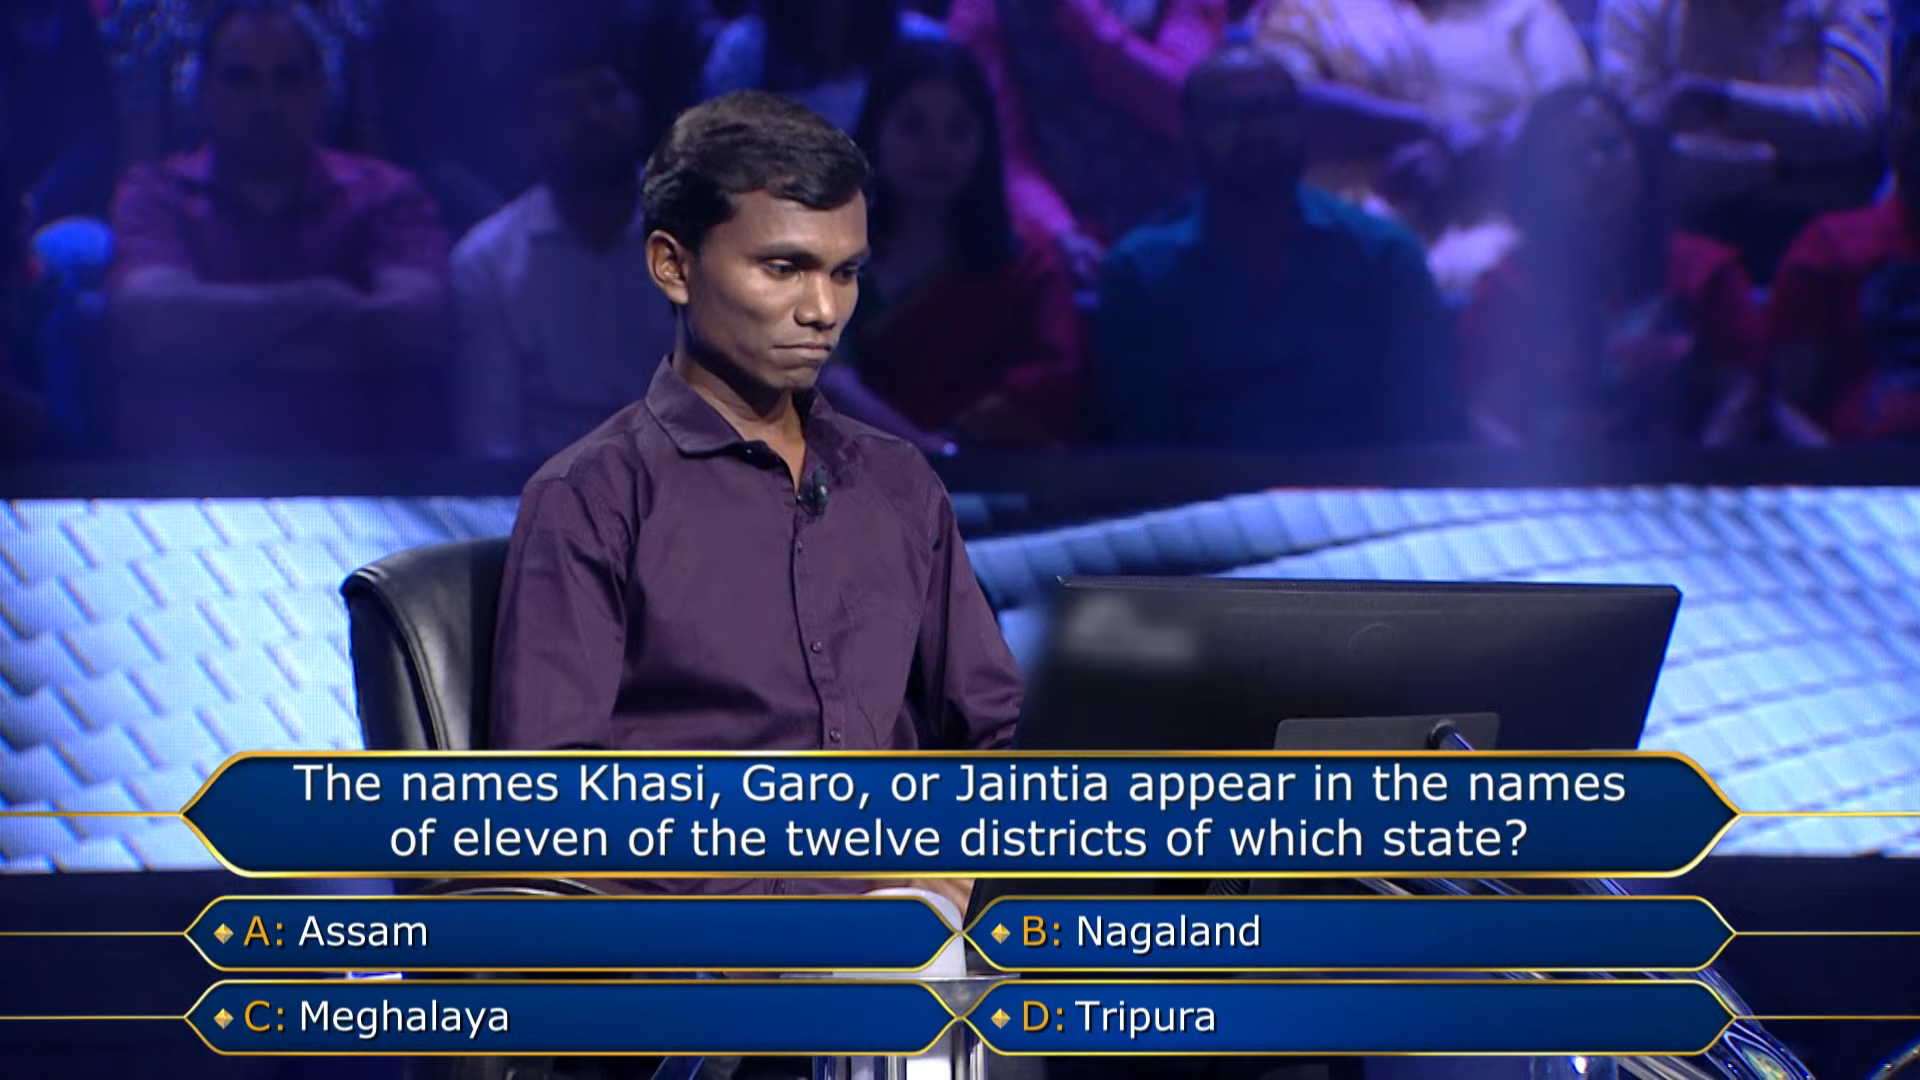 The names Khasi, Garo, or Jaintia appear in the names
of eleven of the twelve districts of which state?
A: Assam
B: Nagaland
C: Meghalaya
D: Tripura